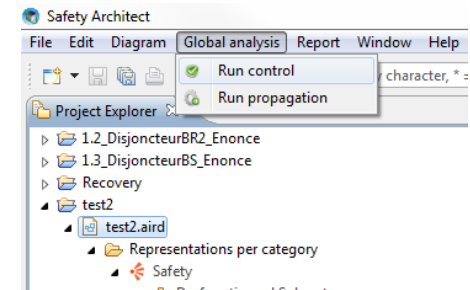 Safety Architect
File Edit Diagram Global analysis Report Window Help
Run control
character, * =
Run propagation
Project Explorer
1.2_DisjoncteurBR2_Enonce
1.3_DisjoncteurBS_Enonce
Recovery
test2
test2.aird
Representations per category
Safety